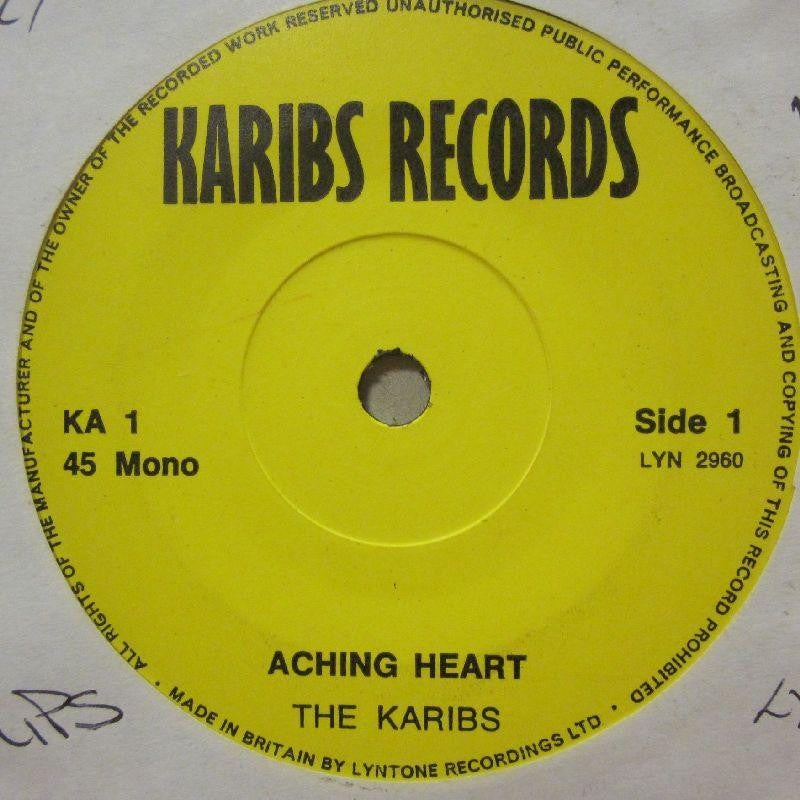 KARIBS RECORDS
KA 1
45 Mono
Side 1
LYN 2960
ACHING HEART
THE KARIBS
ALL RIGHTS OF THE MANUFACTURER AND OF THE OWNER OF THE RECORDED WORK RESERVED UNAUTHORISED PUBLIC PERFORMANCE BROADCASTING AND COPYING OF THIS RECORD PROHIBITED
· MADE IN BRITAIN BY LYNTONE RECORDINGS LTD ·